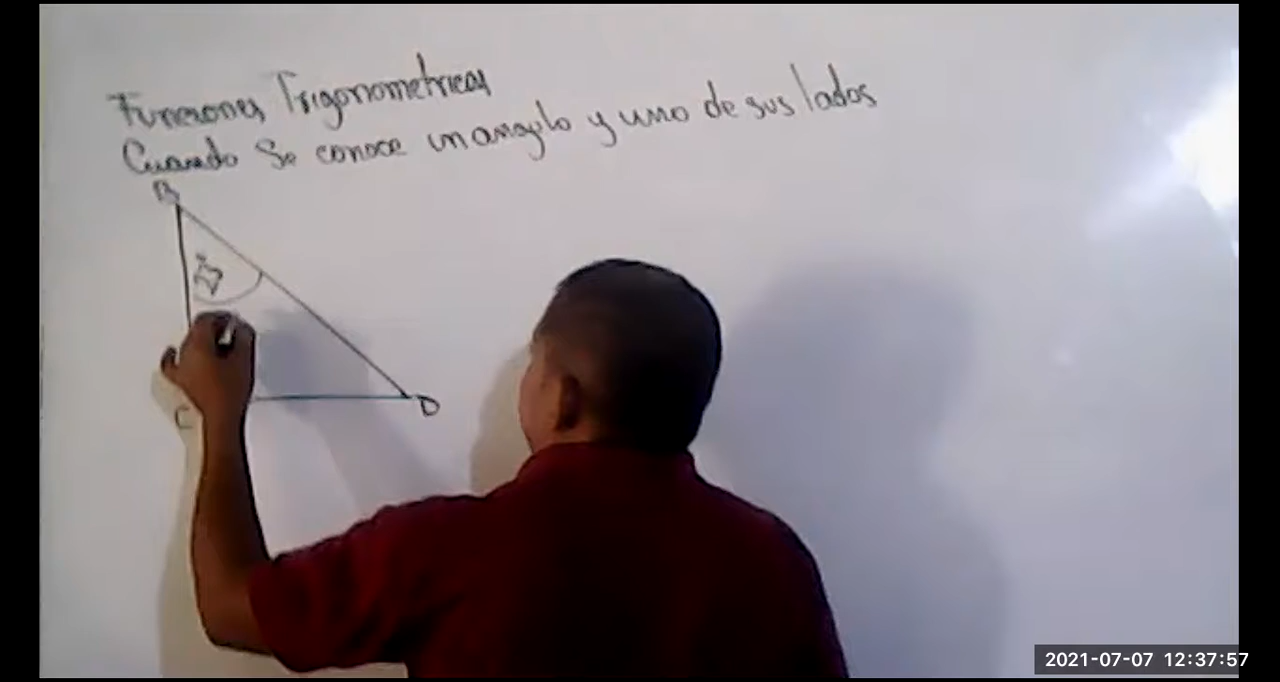 Funciones Trigonometricas
Cuando Se conoce un angulo y uno de sus lados
B
C
D
2021-07-07 12:37:57